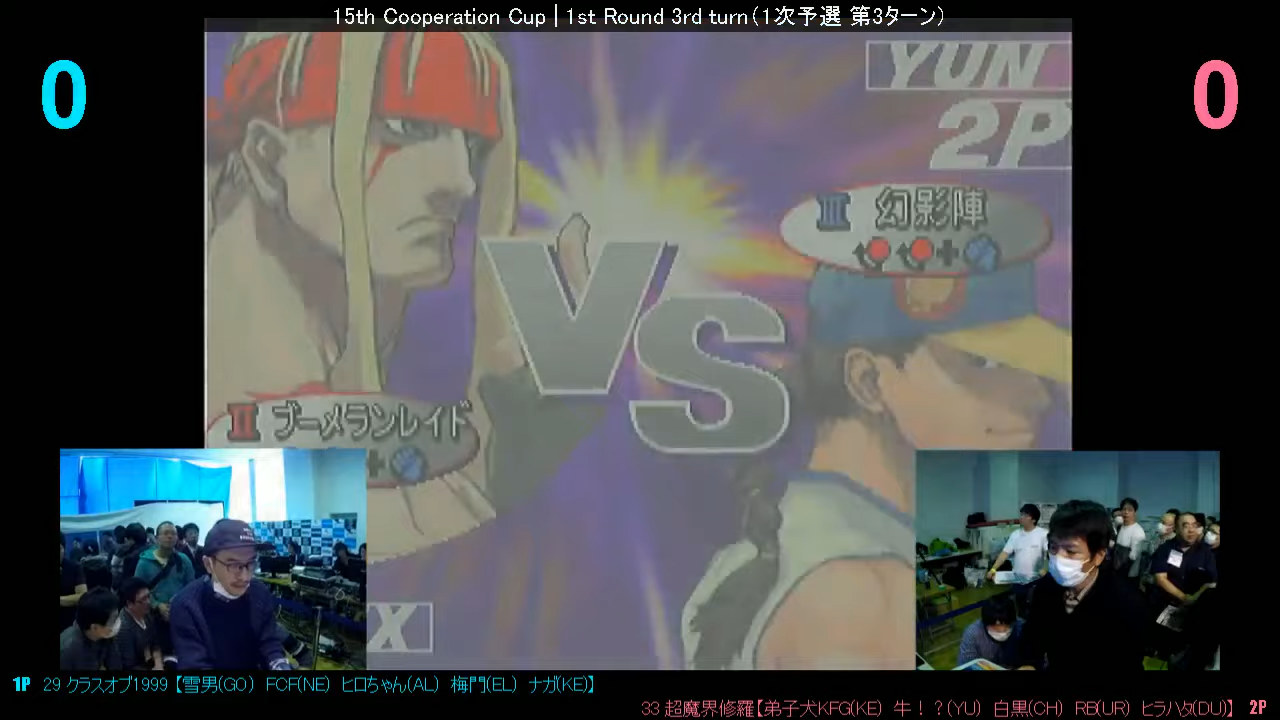 15th Cooperation Cup | 1st Round 3rd turn(1次予選 第3ターン)
0
0
YUN
2P
III 幻影陣
+
VS
II ブーメランレイド
+
X
1P 29 クラスオブ1999【雪男(GO) FCF(NE) ヒロちゃん(AL) 梅門(EL) ナガ(KE)】
33 超魔界修羅【弟子犬KFG(KE) 牛！？(YU) 白黒(CH) RB(UR) ヒラハタ(DU)】 2P